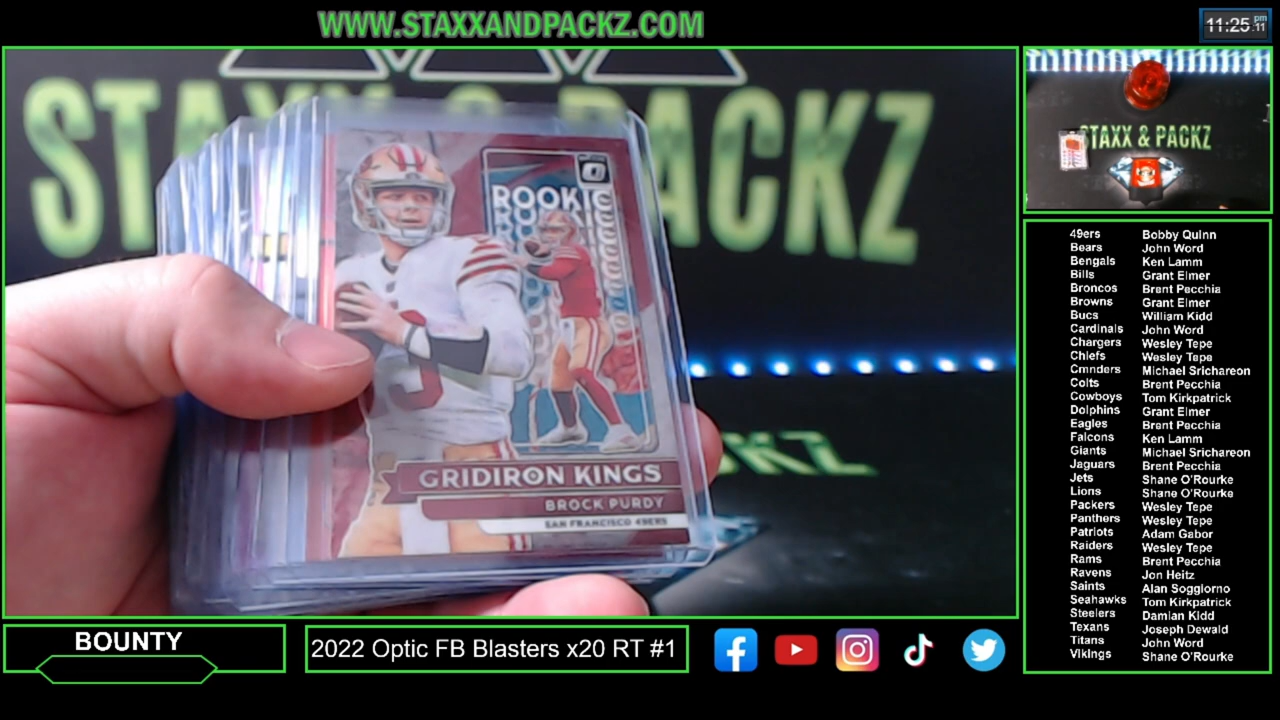 WWW.STAXXANDPACKZ.COM
11:25 pm :11
STAXX & PACKZ
ROOKIE
GRIDIRON KINGS
BROCK PURDY
SAN FRANCISCO 49ERS
STAXX & PACKZ
49ers Bobby Quinn
Bears John Word
Bengals Ken Lamm
Bills Grant Elmer
Broncos Brent Pecchia
Browns Grant Elmer
Bucs William Kidd
Cardinals John Word
Chargers Wesley Tepe
Chiefs Wesley Tepe
Cmnders Michael Srichareon
Colts Brent Pecchia
Cowboys Tom Kirkpatrick
Dolphins Grant Elmer
Eagles Brent Pecchia
Falcons Ken Lamm
Giants Michael Srichareon
Jaguars Brent Pecchia
Jets Shane O'Rourke
Lions Shane O'Rourke
Packers Wesley Tepe
Panthers Wesley Tepe
Patriots Adam Gabor
Raiders Wesley Tepe
Rams Brent Pecchia
Ravens Jon Heitz
Saints Alan Soggiorno
Seahawks Tom Kirkpatrick
Steelers Damian Kidd
Texans Joseph Dewald
Titans John Word
Vikings Shane O'Rourke
BOUNTY
2022 Optic FB Blasters x20 RT #1